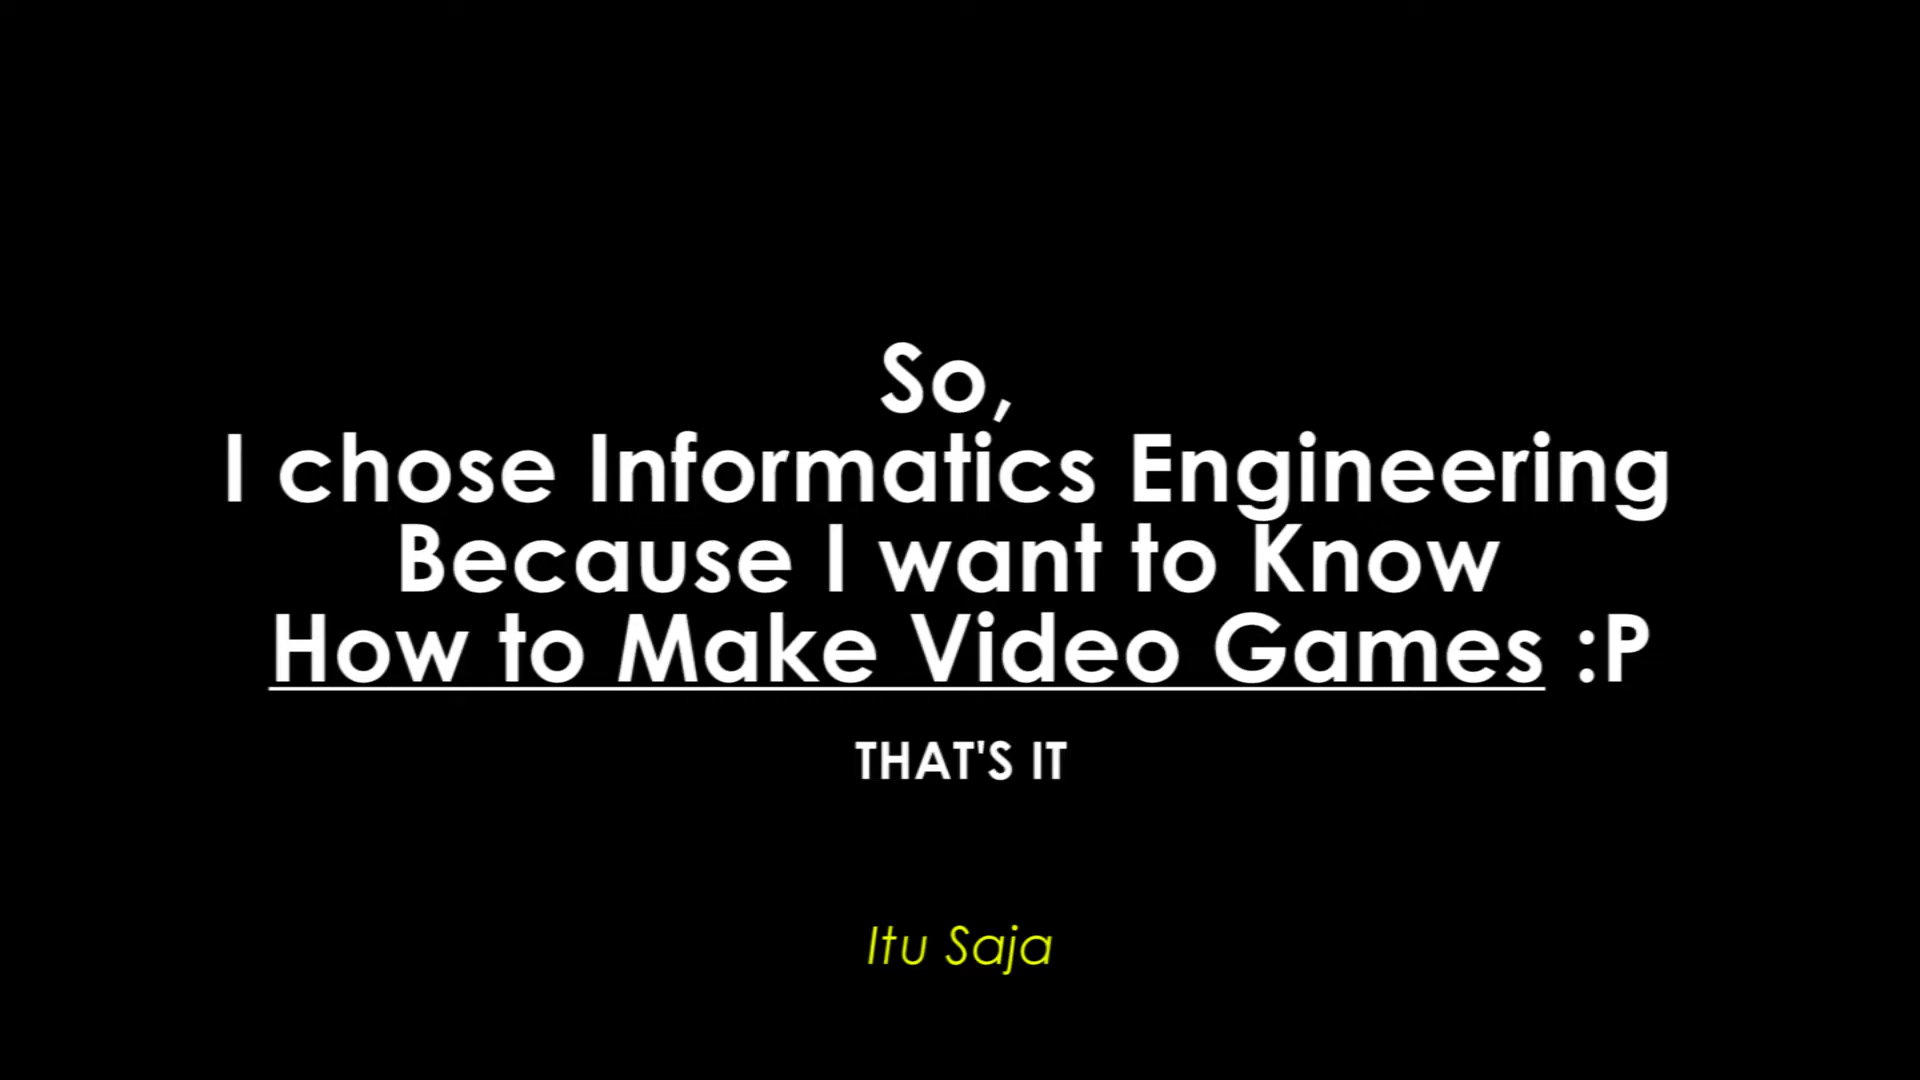 So,
I chose Informatics Engineering
Because I want to Know
How to Make Video Games :P
THAT'S IT
Itu Saja